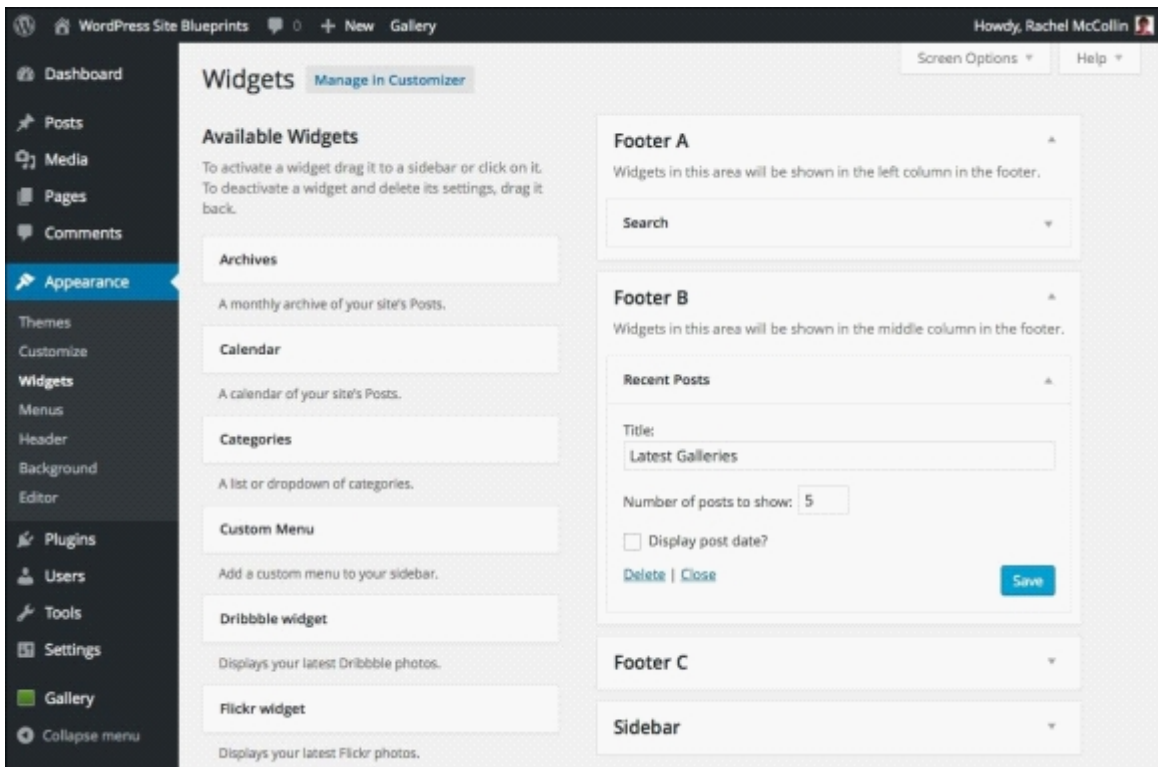 WordPress Site Blueprints 0 + New Gallery Howdy, Rachel McCollin
Dashboard
Posts
Media
Pages
Comments
Appearance
Themes
Customize
Widgets
Menus
Header
Background
Editor
Plugins
Users
Tools
Settings
Gallery
Collapse menu
Screen Options Help
Widgets Manage in Customizer
Available Widgets
To activate a widget drag it to a sidebar or click on it.
To deactivate a widget and delete its settings, drag it
back.
Archives
A monthly archive of your site's Posts.
Calendar
A calendar of your site's Posts.
Categories
A list or dropdown of categories.
Custom Menu
Add a custom menu to your sidebar.
Dribbble widget
Displays your latest Dribbble photos.
Flickr widget
Displays your latest Flickr photos.
Footer A
Widgets in this area will be shown in the left column in the footer.
Search
Footer B
Widgets in this area will be shown in the middle column in the footer.
Recent Posts
Title:
Latest Galleries
Number of posts to show: 5
Display post date?
Delete | Close
Save
Footer C
Sidebar